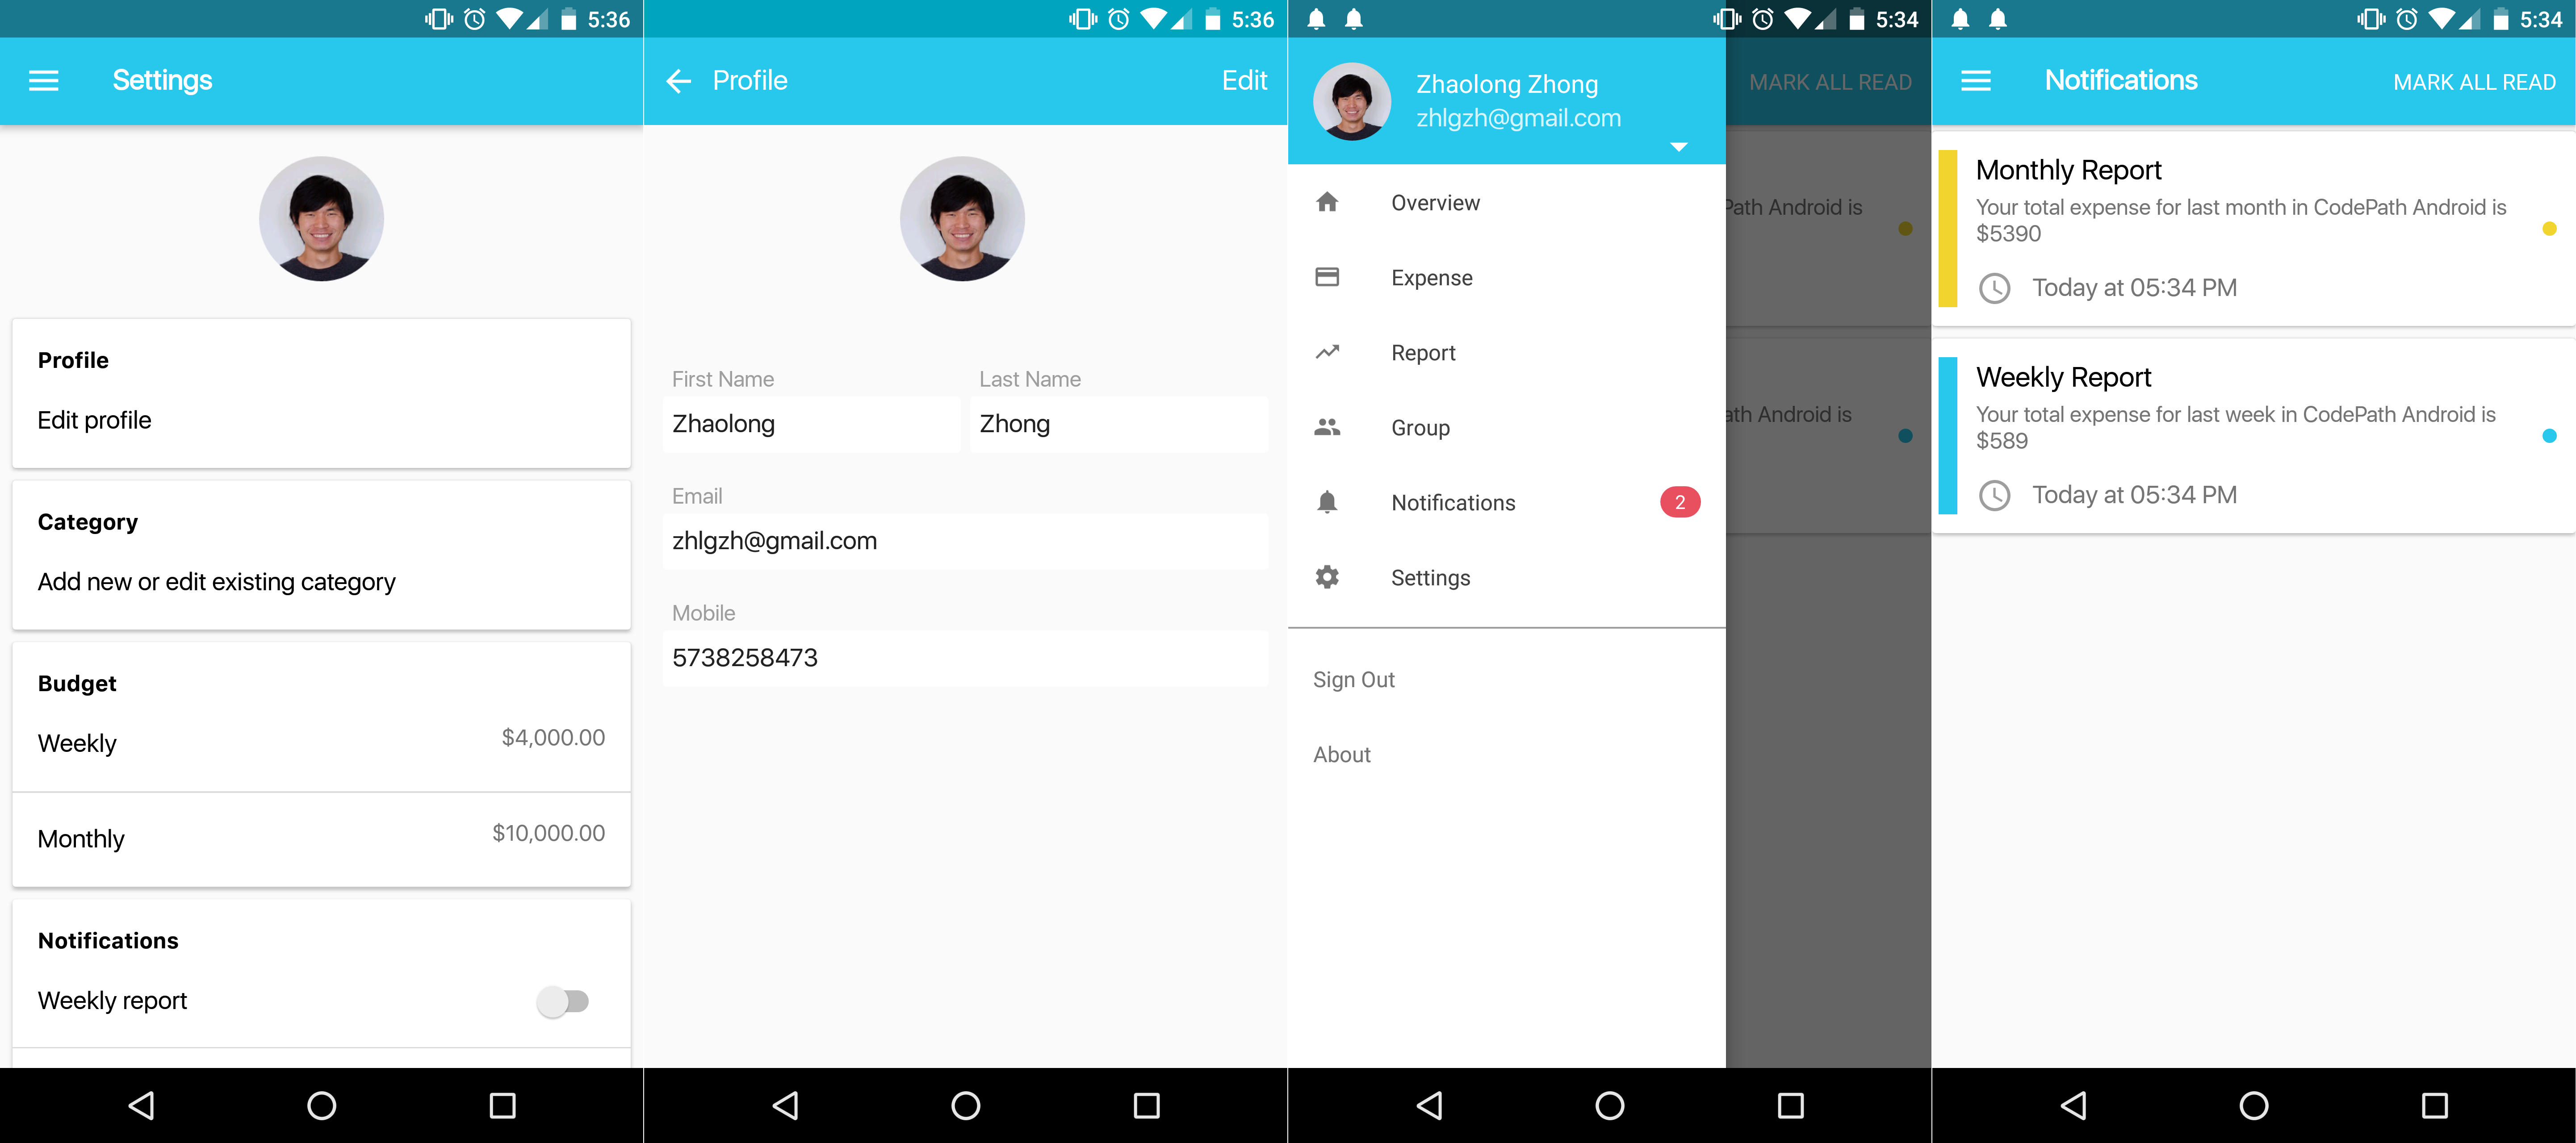 5:36
Settings
Profile
Edit profile
Category
Add new or edit existing category
Budget
Weekly
$4,000.00
Monthly
$10,000.00
Notifications
Weekly report
5:36
Profile
Edit
First Name
Last Name
Zhaolong
Zhong
Email
zhlgzh@gmail.com
Mobile
5738258473
5:34
Zhaolong Zhong
zhlgzh@gmail.com
MARK ALL READ
Overview
Path Android is
Expense
Report
Group
ath Android is
Notifications
2
Settings
Sign Out
About
5:34
Notifications
MARK ALL READ
Monthly Report
Your total expense for last month in CodePath Android is
$5390
Today at 05:34 PM
Weekly Report
Your total expense for last week in CodePath Android is
$589
Today at 05:34 PM